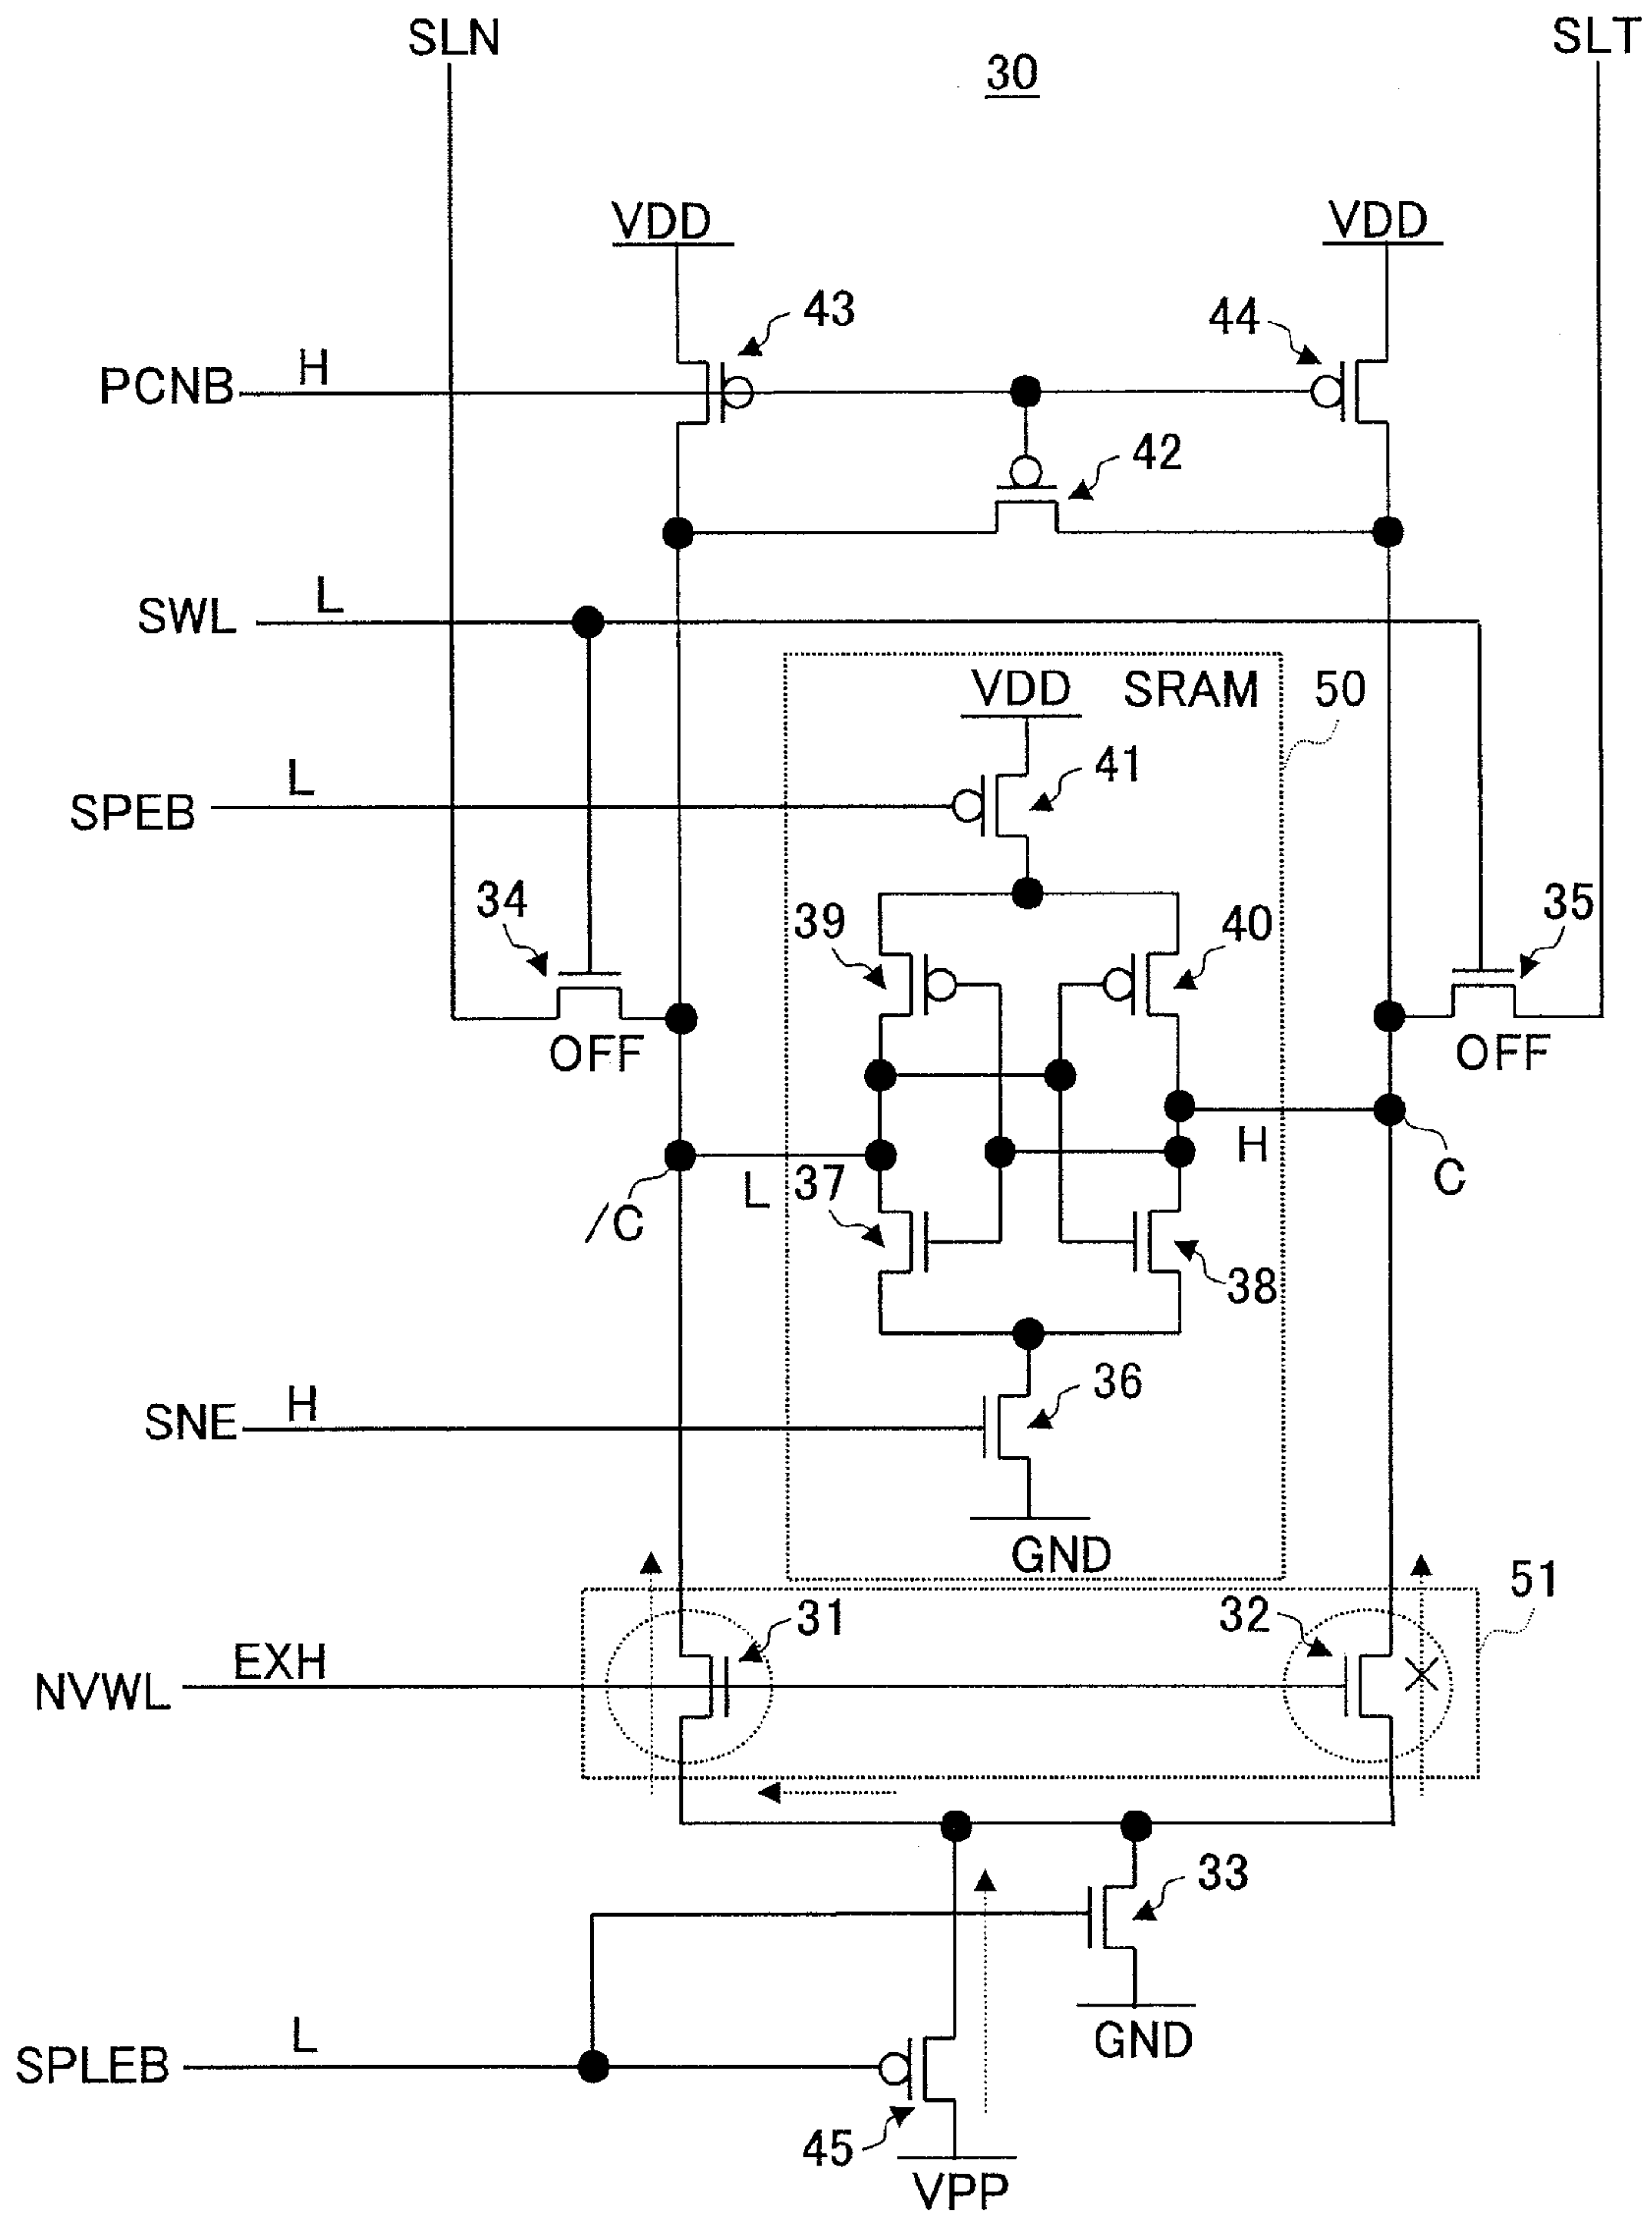 SLN
SLT
30
VDD
VDD
43
44
H
PCNB
42
L
SWL
VDD
SRAM
50
41
L
SPEB
34
39
40
35
OFF
OFF
H
L
37
C
/C
38
36
H
SNE
GND
51
31
32
EXH
NVWL
33
L
GND
SPLEB
45
VPP